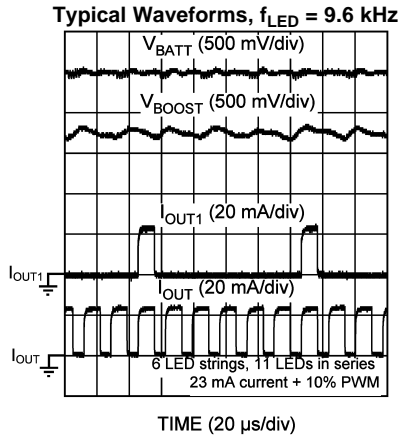 Typical Waveforms, fLED = 9.6 kHz
VBATT (500 mV/div)
VBOOST (500 mV/div)
IOUT1 (20 mA/div)
IOUT1
IOUT (20 mA/div)
IOUT
6 LED strings, 11 LEDs in series
23 mA current + 10% PWM
TIME (20 µs/div)